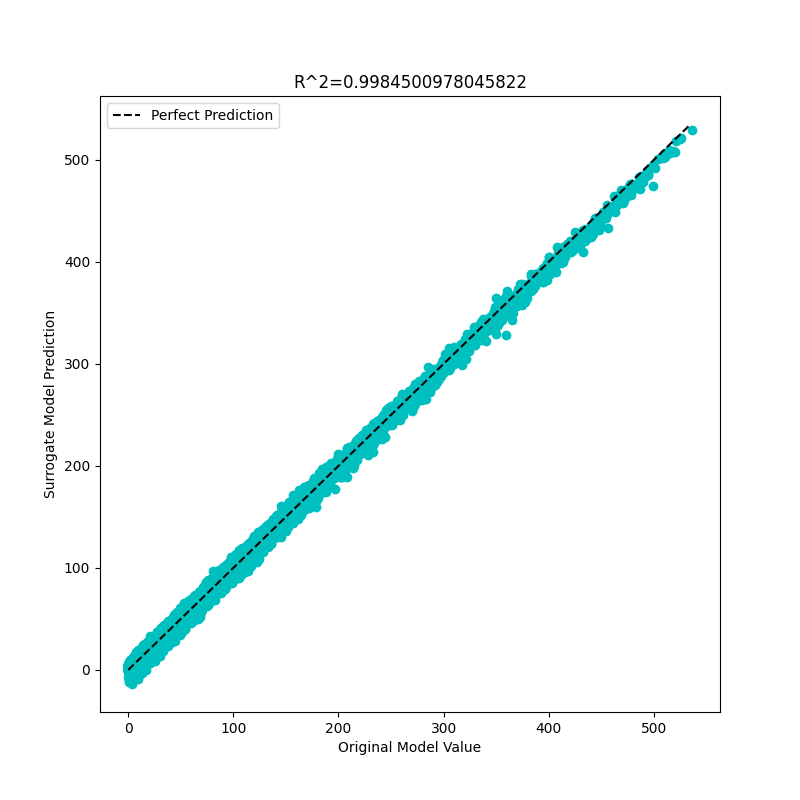 R^2=0.9984500978045822
Perfect Prediction
500
400
300
200
100
0
Surrogate Model Prediction
0 100 200 300 400 500
Original Model Value